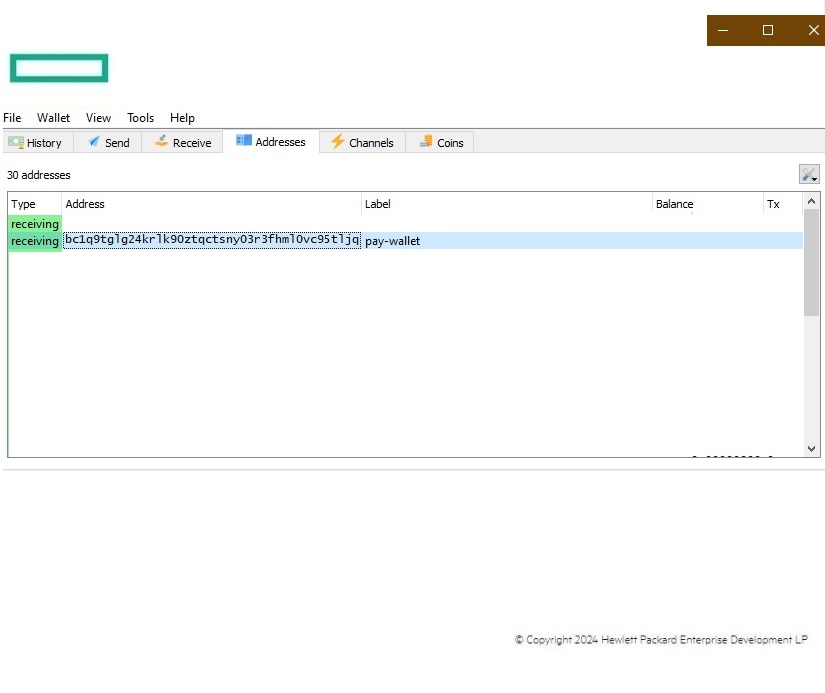 File Wallet View Tools Help
History Send Receive Addresses Channels Coins
30 addresses
Type Address Label Balance Tx
receiving
receiving bc1q9tglg24krlk90ztqctsny03r3fhml0vc95tljq pay-wallet
© Copyright 2024 Hewlett Packard Enterprise Development LP